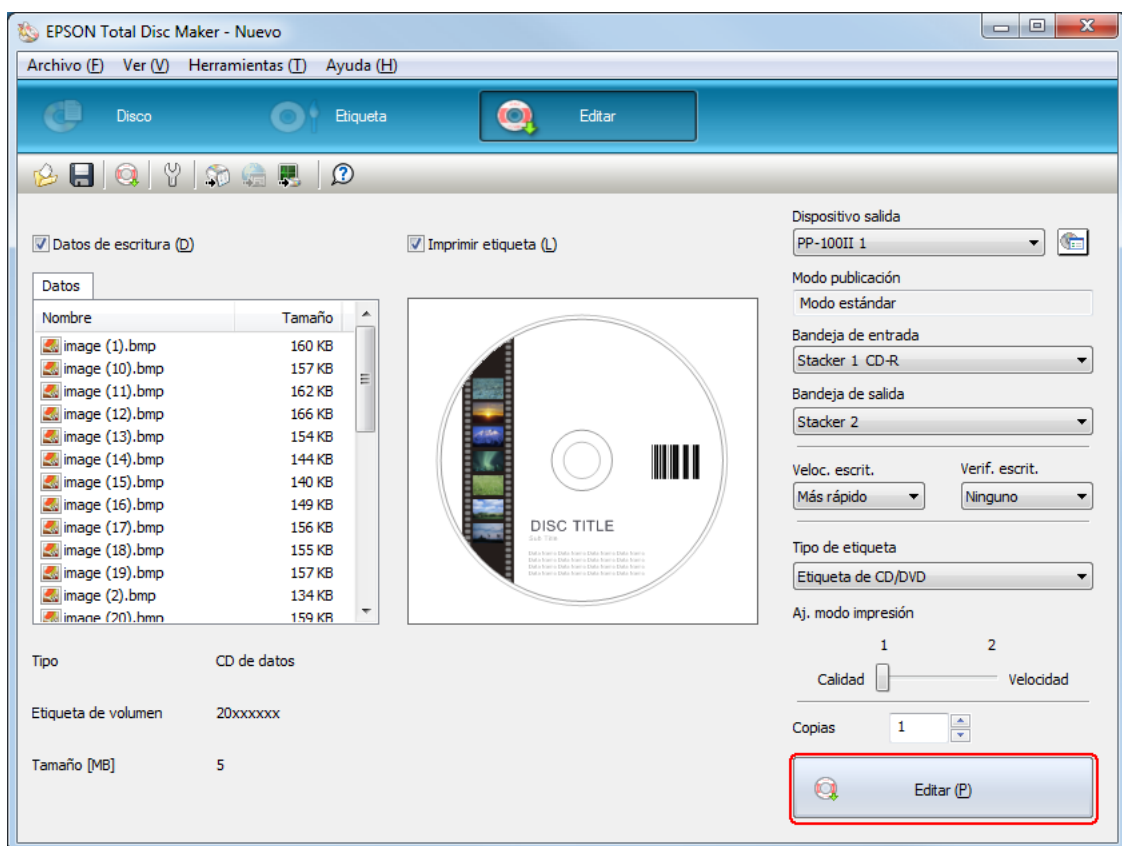 EPSON Total Disc Maker - Nuevo
Archivo (F) Ver (V) Herramientas (T) Ayuda (H)
Disco Etiqueta Editar
Datos de escritura (D)
Imprimir etiqueta (L)
Datos
Nombre Tamaño
image (1).bmp 160 KB
image (10).bmp 157 KB
image (11).bmp 162 KB
image (12).bmp 166 KB
image (13).bmp 154 KB
image (14).bmp 144 KB
image (15).bmp 140 KB
image (16).bmp 149 KB
image (17).bmp 156 KB
image (18).bmp 155 KB
image (19).bmp 157 KB
image (2).bmp 134 KB
image (20).bmp 159 KB
DISC TITLE
Sub Title
Tipo CD de datos
Etiqueta de volumen 20xxxxxx
Tamaño [MB] 5
Dispositivo salida
PP-100II 1
Modo publicación
Modo estándar
Bandeja de entrada
Stacker 1 CD-R
Bandeja de salida
Stacker 2
Veloc. escrit. Verif. escrit.
Más rápido Ninguno
Tipo de etiqueta
Etiqueta de CD/DVD
Aj. modo impresión
1 2
Calidad Velocidad
Copias 1
Editar (P)